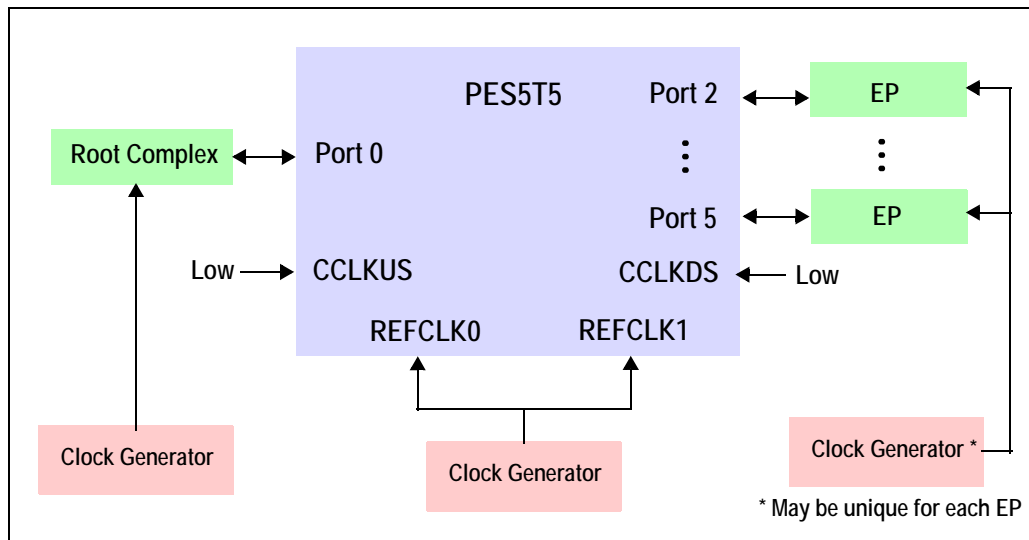 PES5T5
Port 2
EP
Root Complex
Port 0
Port 5
EP
Low
CCLKUS
CCLKDS
Low
REFCLK0
REFCLK1
Clock Generator
Clock Generator
Clock Generator *
* May be unique for each EP